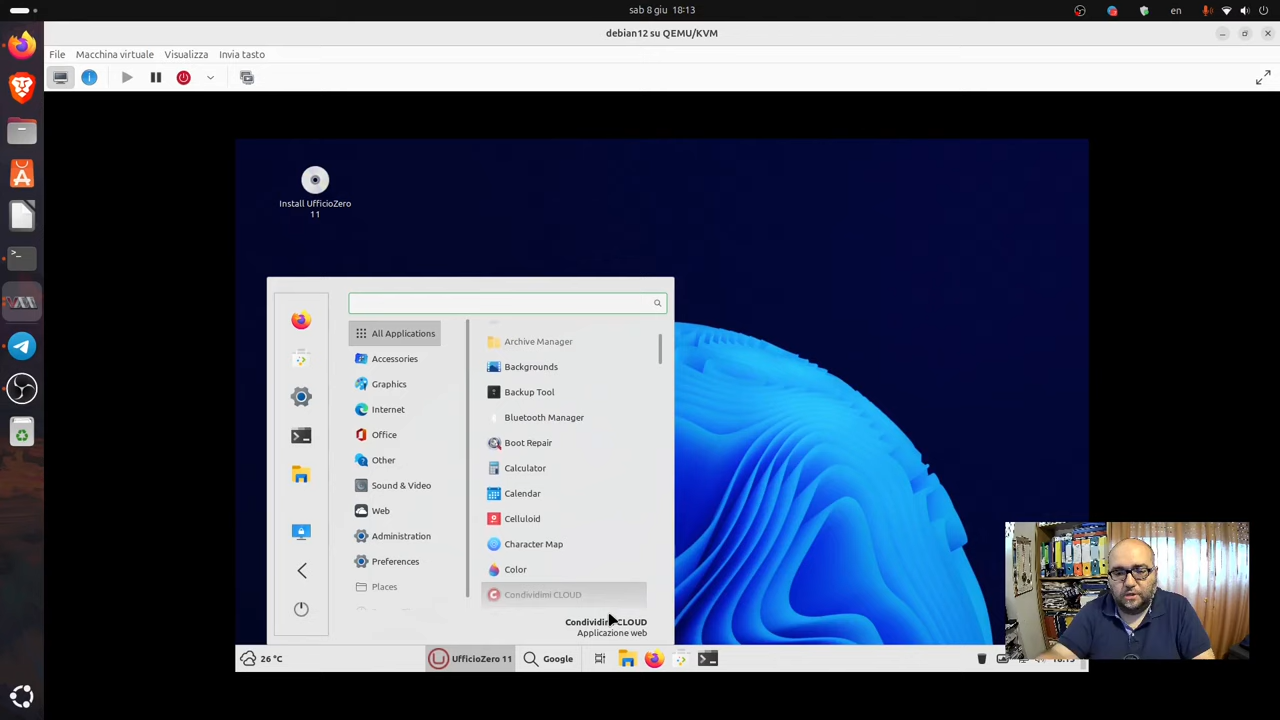 sab 8 giu 18:13
en
debian12 su QEMU/KVM
File Macchina virtuale Visualizza Invia tasto
Install UfficioZero
11
All Applications
Accessories
Graphics
Internet
Office
Other
Sound & Video
Web
Administration
Preferences
Places
Archive Manager
Backgrounds
Backup Tool
Bluetooth Manager
Boot Repair
Calculator
Calendar
Celluloid
Character Map
Color
Condividimi CLOUD
Condividimi CLOUD
Applicazione web
26 °C
UfficioZero 11
Google
18:13